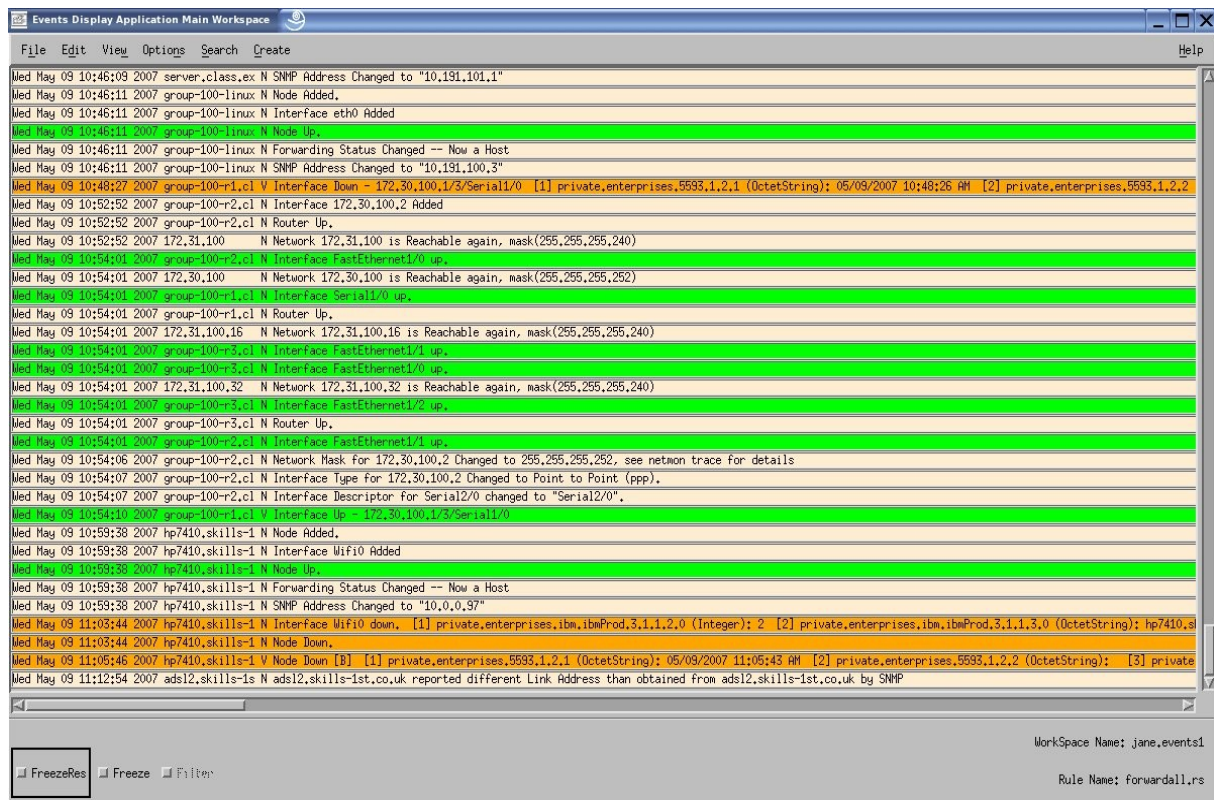 Events Display Application Main Workspace
File Edit View Options Search Create Help
Wed May 09 10:46:09 2007 server.class.ex N SNMP Address Changed to "10.191.101.1"
Wed May 09 10:46:11 2007 group-100-linux N Node Added.
Wed May 09 10:46:11 2007 group-100-linux N Interface eth0 Added
Wed May 09 10:46:11 2007 group-100-linux N Node Up.
Wed May 09 10:46:11 2007 group-100-linux N Forwarding Status Changed -- Now a Host
Wed May 09 10:46:11 2007 group-100-linux N SNMP Address Changed to "10.191.100.3"
Wed May 09 10:48:27 2007 group-100-r1.cl V Interface Down - 172.30.100.1/3/Serial1/0 [1] private.enterprises.5593.1.2.1 (OctetString): 05/09/2007 10:48:26 AM [2] private.enterprises.5593.1.2.2
Wed May 09 10:52:52 2007 group-100-r2.cl N Interface 172.30.100.2 Added
Wed May 09 10:52:52 2007 group-100-r2.cl N Router Up.
Wed May 09 10:52:52 2007 172.31.100 N Network 172.31.100 is Reachable again, mask(255.255.255.240)
Wed May 09 10:54:01 2007 group-100-r2.cl N Interface FastEthernet1/0 up.
Wed May 09 10:54:01 2007 172.30.100 N Network 172.30.100 is Reachable again, mask(255.255.255.252)
Wed May 09 10:54:01 2007 group-100-r1.cl N Interface Serial1/0 up.
Wed May 09 10:54:01 2007 group-100-r1.cl N Router Up.
Wed May 09 10:54:01 2007 172.31.100.16 N Network 172.31.100.16 is Reachable again, mask(255.255.255.240)
Wed May 09 10:54:01 2007 group-100-r3.cl N Interface FastEthernet1/1 up.
Wed May 09 10:54:01 2007 group-100-r3.cl N Interface FastEthernet1/0 up.
Wed May 09 10:54:01 2007 172.31.100.32 N Network 172.31.100.32 is Reachable again, mask(255.255.255.240)
Wed May 09 10:54:01 2007 group-100-r3.cl N Interface FastEthernet1/2 up.
Wed May 09 10:54:01 2007 group-100-r3.cl N Router Up.
Wed May 09 10:54:01 2007 group-100-r2.cl N Interface FastEthernet1/1 up.
Wed May 09 10:54:06 2007 group-100-r2.cl N Network Mask for 172.30.100.2 Changed to 255.255.255.252, see netmon trace for details
Wed May 09 10:54:07 2007 group-100-r2.cl N Interface Type for 172.30.100.2 Changed to Point to Point (ppp).
Wed May 09 10:54:07 2007 group-100-r2.cl N Interface Descriptor for Serial2/0 changed to "Serial2/0".
Wed May 09 10:54:10 2007 group-100-r1.cl V Interface Up - 172.30.100.1/3/Serial1/0
Wed May 09 10:59:38 2007 hp7410.skills-1 N Node Added.
Wed May 09 10:59:38 2007 hp7410.skills-1 N Interface Wifi0 Added
Wed May 09 10:59:38 2007 hp7410.skills-1 N Node Up.
Wed May 09 10:59:38 2007 hp7410.skills-1 N Forwarding Status Changed -- Now a Host
Wed May 09 10:59:38 2007 hp7410.skills-1 N SNMP Address Changed to "10.0.0.97"
Wed May 09 11:03:44 2007 hp7410.skills-1 N Interface Wifi0 down. [1] private.enterprises.ibm.ibmProd.3.1.1.2.0 (Integer): 2 [2] private.enterprises.ibm.ibmProd.3.1.1.3.0 (OctetString): hp7410.sk
Wed May 09 11:03:44 2007 hp7410.skills-1 N Node Down.
Wed May 09 11:05:46 2007 hp7410.skills-1 V Node Down [B] [1] private.enterprises.5593.1.2.1 (OctetString): 05/09/2007 11:05:43 AM [2] private.enterprises.5593.1.2.2 (OctetString): [3] private
Wed May 09 11:12:54 2007 adsl2.skills-1s N adsl2.skills-1st.co.uk reported different Link Address than obtained from adsl2.skills-1st.co.uk by SNMP
WorkSpace Name: jane.events1
FreezeRes Freeze Filter
Rule Name: forwardall.rs